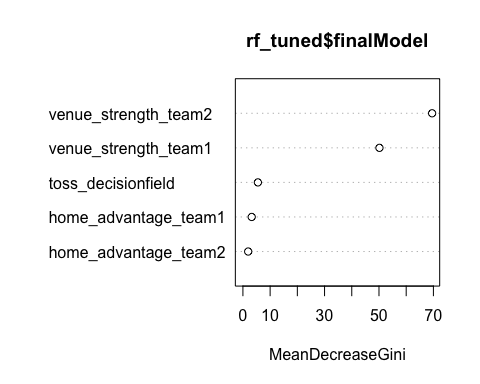 rf_tuned$finalModel
venue_strength_team2
venue_strength_team1
toss_decisionfield
home_advantage_team1
home_advantage_team2
0 10 30 50 70
MeanDecreaseGini